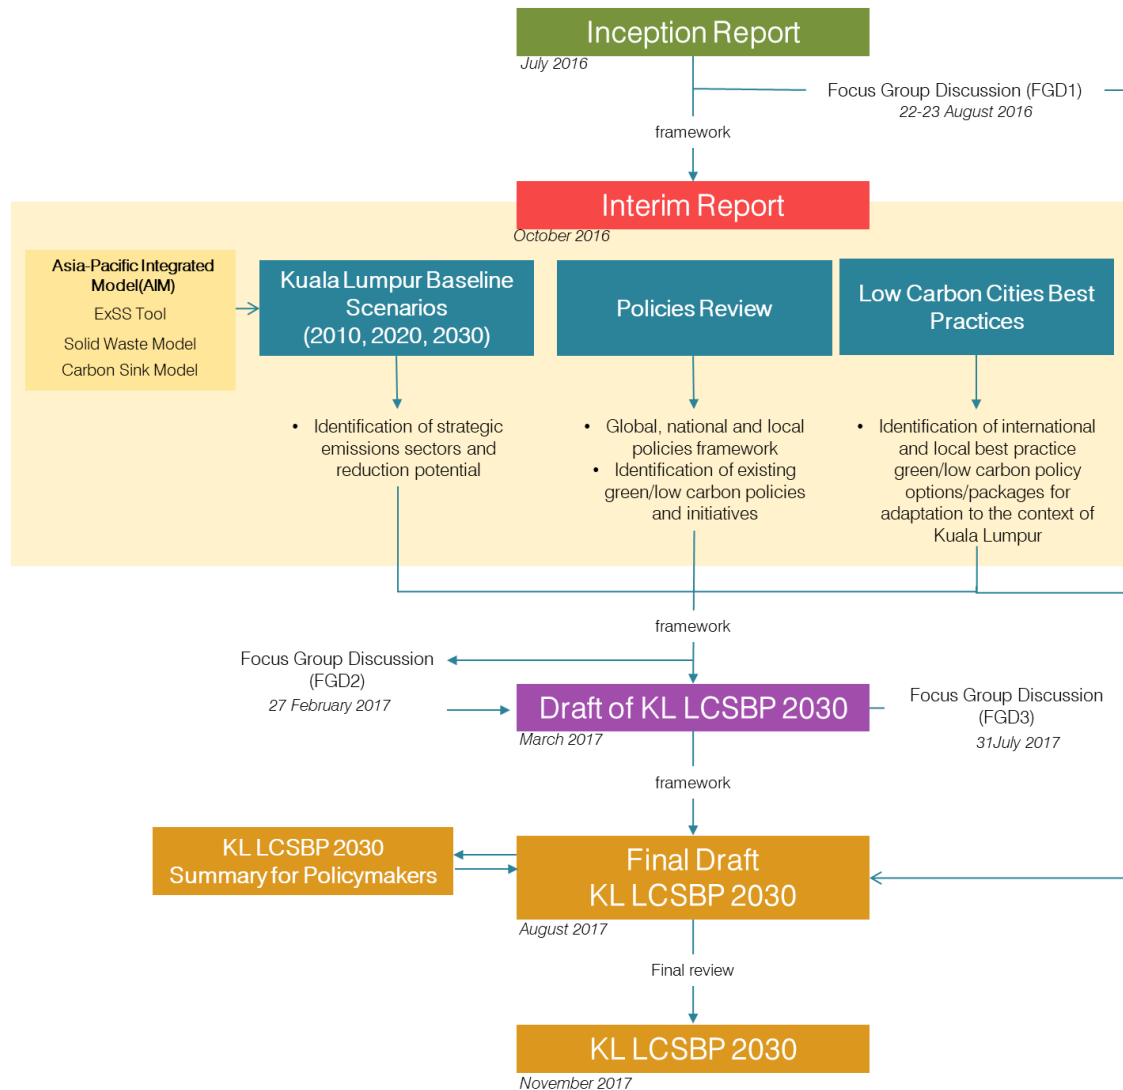 Inception Report
July 2016
Focus Group Discussion (FGD1)
22-23 August 2016
framework
Interim Report
October 2016
Asia-Pacific Integrated
Model(AIM)
ExSS Tool
Solid Waste Model
Carbon Sink Model
Kuala Lumpur Baseline
Scenarios
(2010, 2020, 2030)
Policies Review
Low Carbon Cities Best
Practices
• Identification of strategic
emissions sectors and
reduction potential
• Global, national and local
policies framework
• Identification of existing
green/low carbon policies
and initiatives
• Identification of international
and local best practice
green/low carbon policy
options/packages for
adaptation to the context of
Kuala Lumpur
framework
Focus Group Discussion
(FGD2)
27 February 2017
Draft of KL LCSBP 2030
March 2017
Focus Group Discussion
(FGD3)
31July 2017
framework
KL LCSBP 2030
Summary for Policymakers
Final Draft
KL LCSBP 2030
August 2017
Final review
KL LCSBP 2030
November 2017